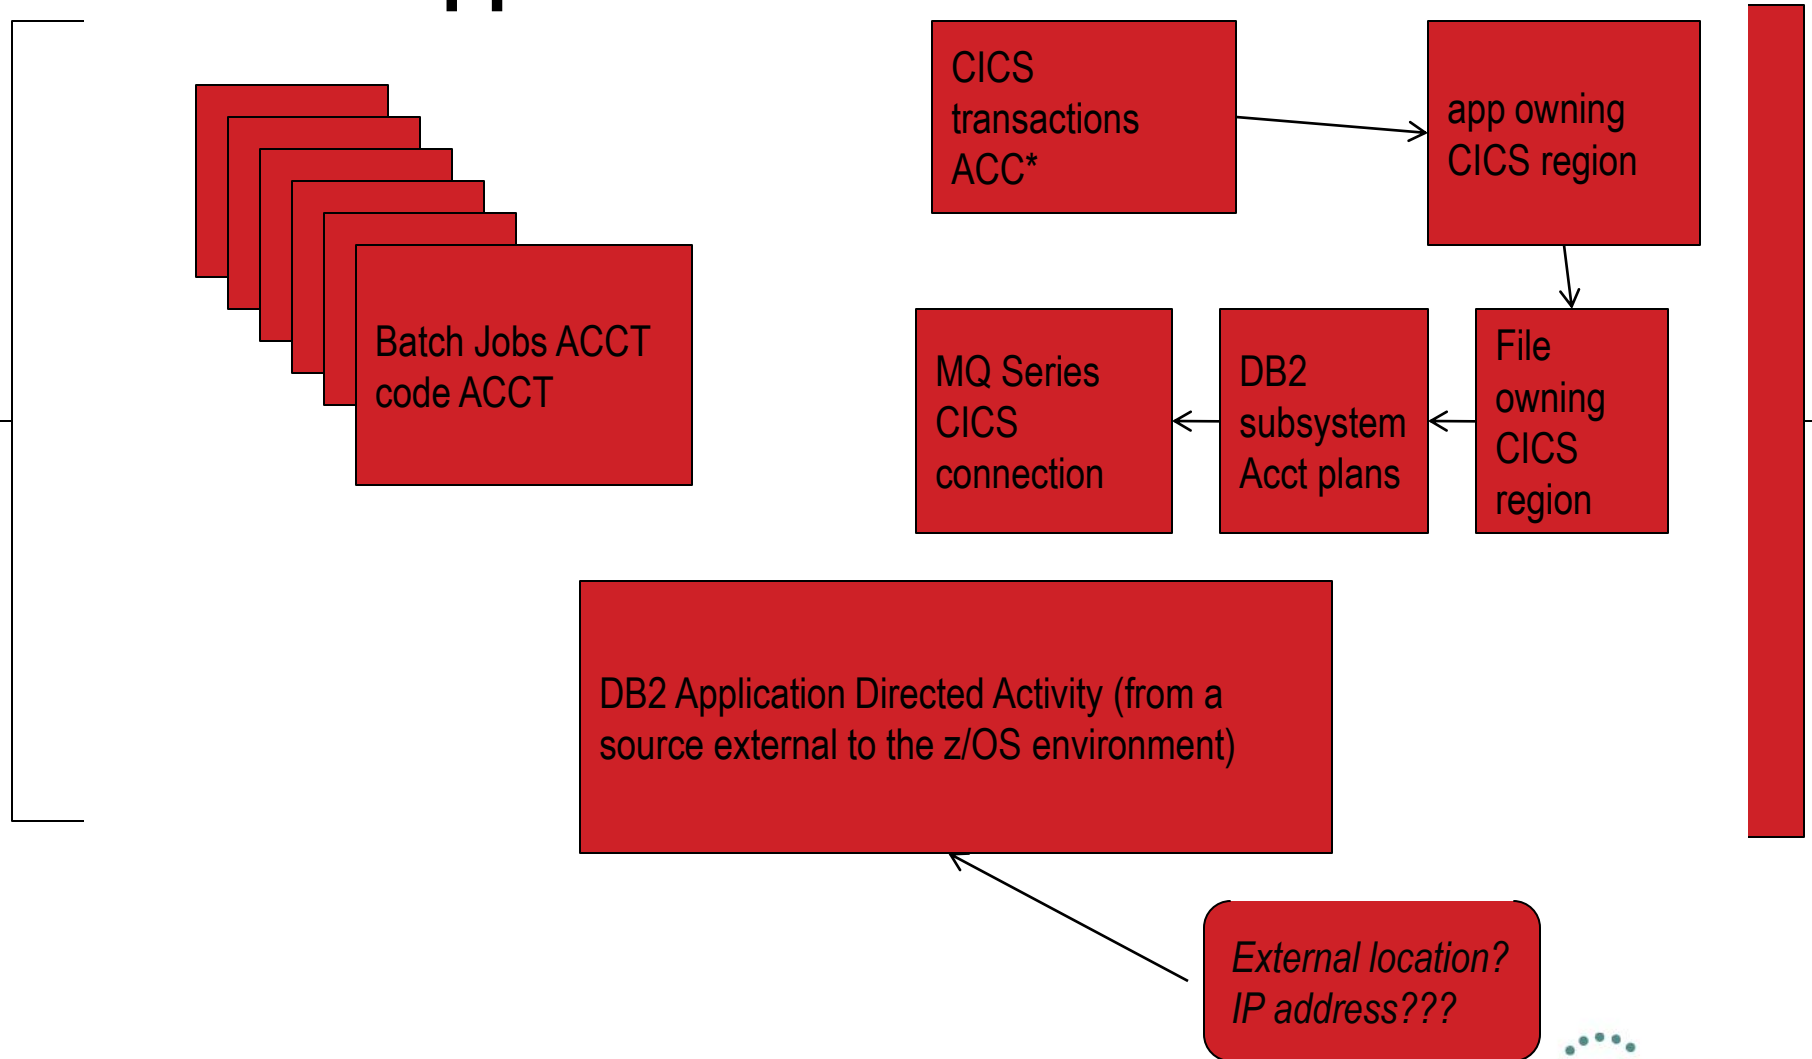 CICS
transactions
ACC*
app owning
CICS region
Batch Jobs ACCT
code ACCT
MQ Series
CICS
connection
DB2
subsystem
Acct plans
File
owning
CICS
region
DB2 Application Directed Activity (from a
source external to the z/OS environment)
External location?
IP address???